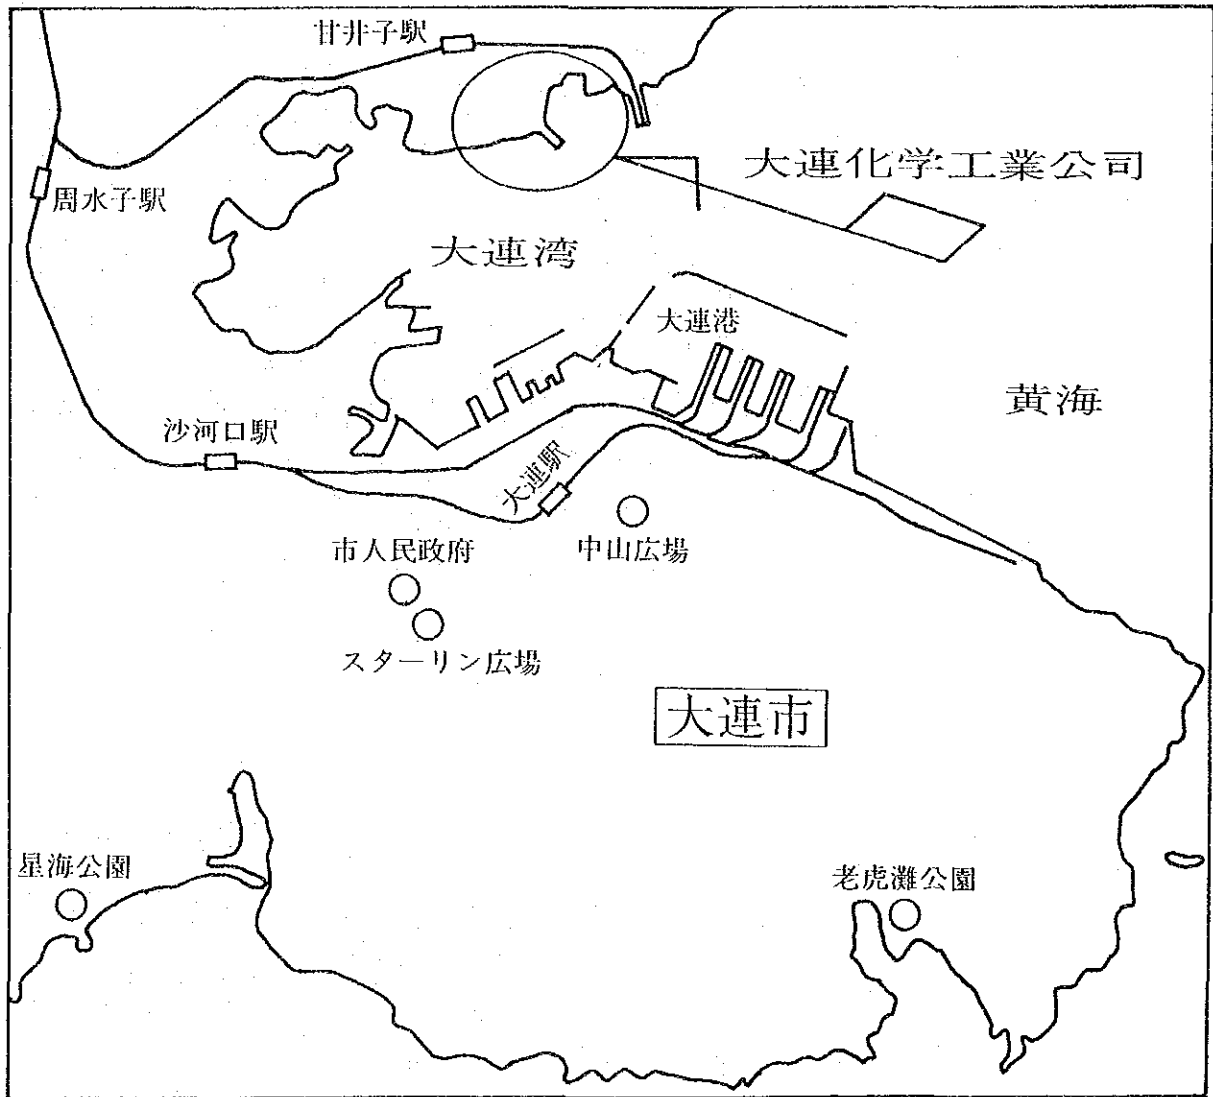 甘井子駅
大連化学工業公司
周水子駅
大連湾
大連港
黄海
沙河口駅
大連駅
市人民政府
中山広場
スターリン広場
大連市
星海公園
老虎灘公園